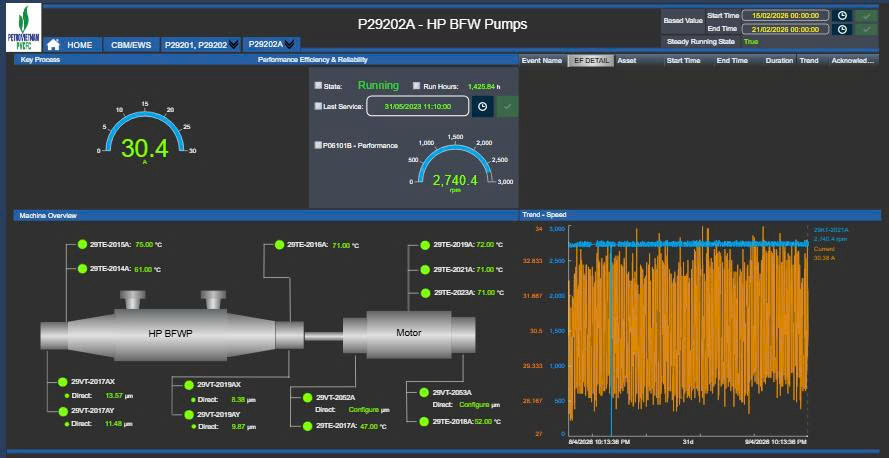 P29202A - HP BFW Pumps
Based Value
Start Time
15/02/2026 00:00:00
End Time
21/02/2026 00:00:00
Steady Running State
True
PETROVIETNAM
PVCFC
HOME
CBM/EWS
P29201, P29202
P29202A
Key Process
Performance Efficiency & Reliability
Event Name
EF DETAIL
Asset
Start Time
End Time
Duration
Trend
Acknowled...
0
5
10
15
20
25
30
30.4
A
State:
Running
Run Hours:
1,425.84 h
Last Service:
31/05/2023 11:10:00
P06101B - Performance
0
500
1,000
1,500
2,000
2,500
3,000
2,740.4
rpm
Machine Overview
29TE-2015A: 75.00 °C
29TE-2014A: 61.00 °C
29TE-2016A: 71.00 °C
29TE-2019A: 72.00 °C
29TE-2021A: 71.00 °C
29TE-2023A: 71.00 °C
HP BFWP
Motor
29VT-2017AX
Direct: 13.57 µm
29VT-2017AY
Direct: 11.48 µm
29VT-2019AX
Direct: 8.38 µm
29VT-2019AY
Direct: 9.87 µm
29VT-2052A
Direct: Configure µm
29TE-2017A: 47.00 °C
29VT-2053A
Direct: Configure µm
29TE-2018A: 52.00 °C
Trend - Speed
34
32.833
31.667
30.5
29.333
28.167
27
3,000
2,500
2,000
1,500
1,000
500
0
2,740.4 rpm
Current
30.38 A
8/4/2026 10:13:36 PM
31d
9/4/2026 10:13:36 PM